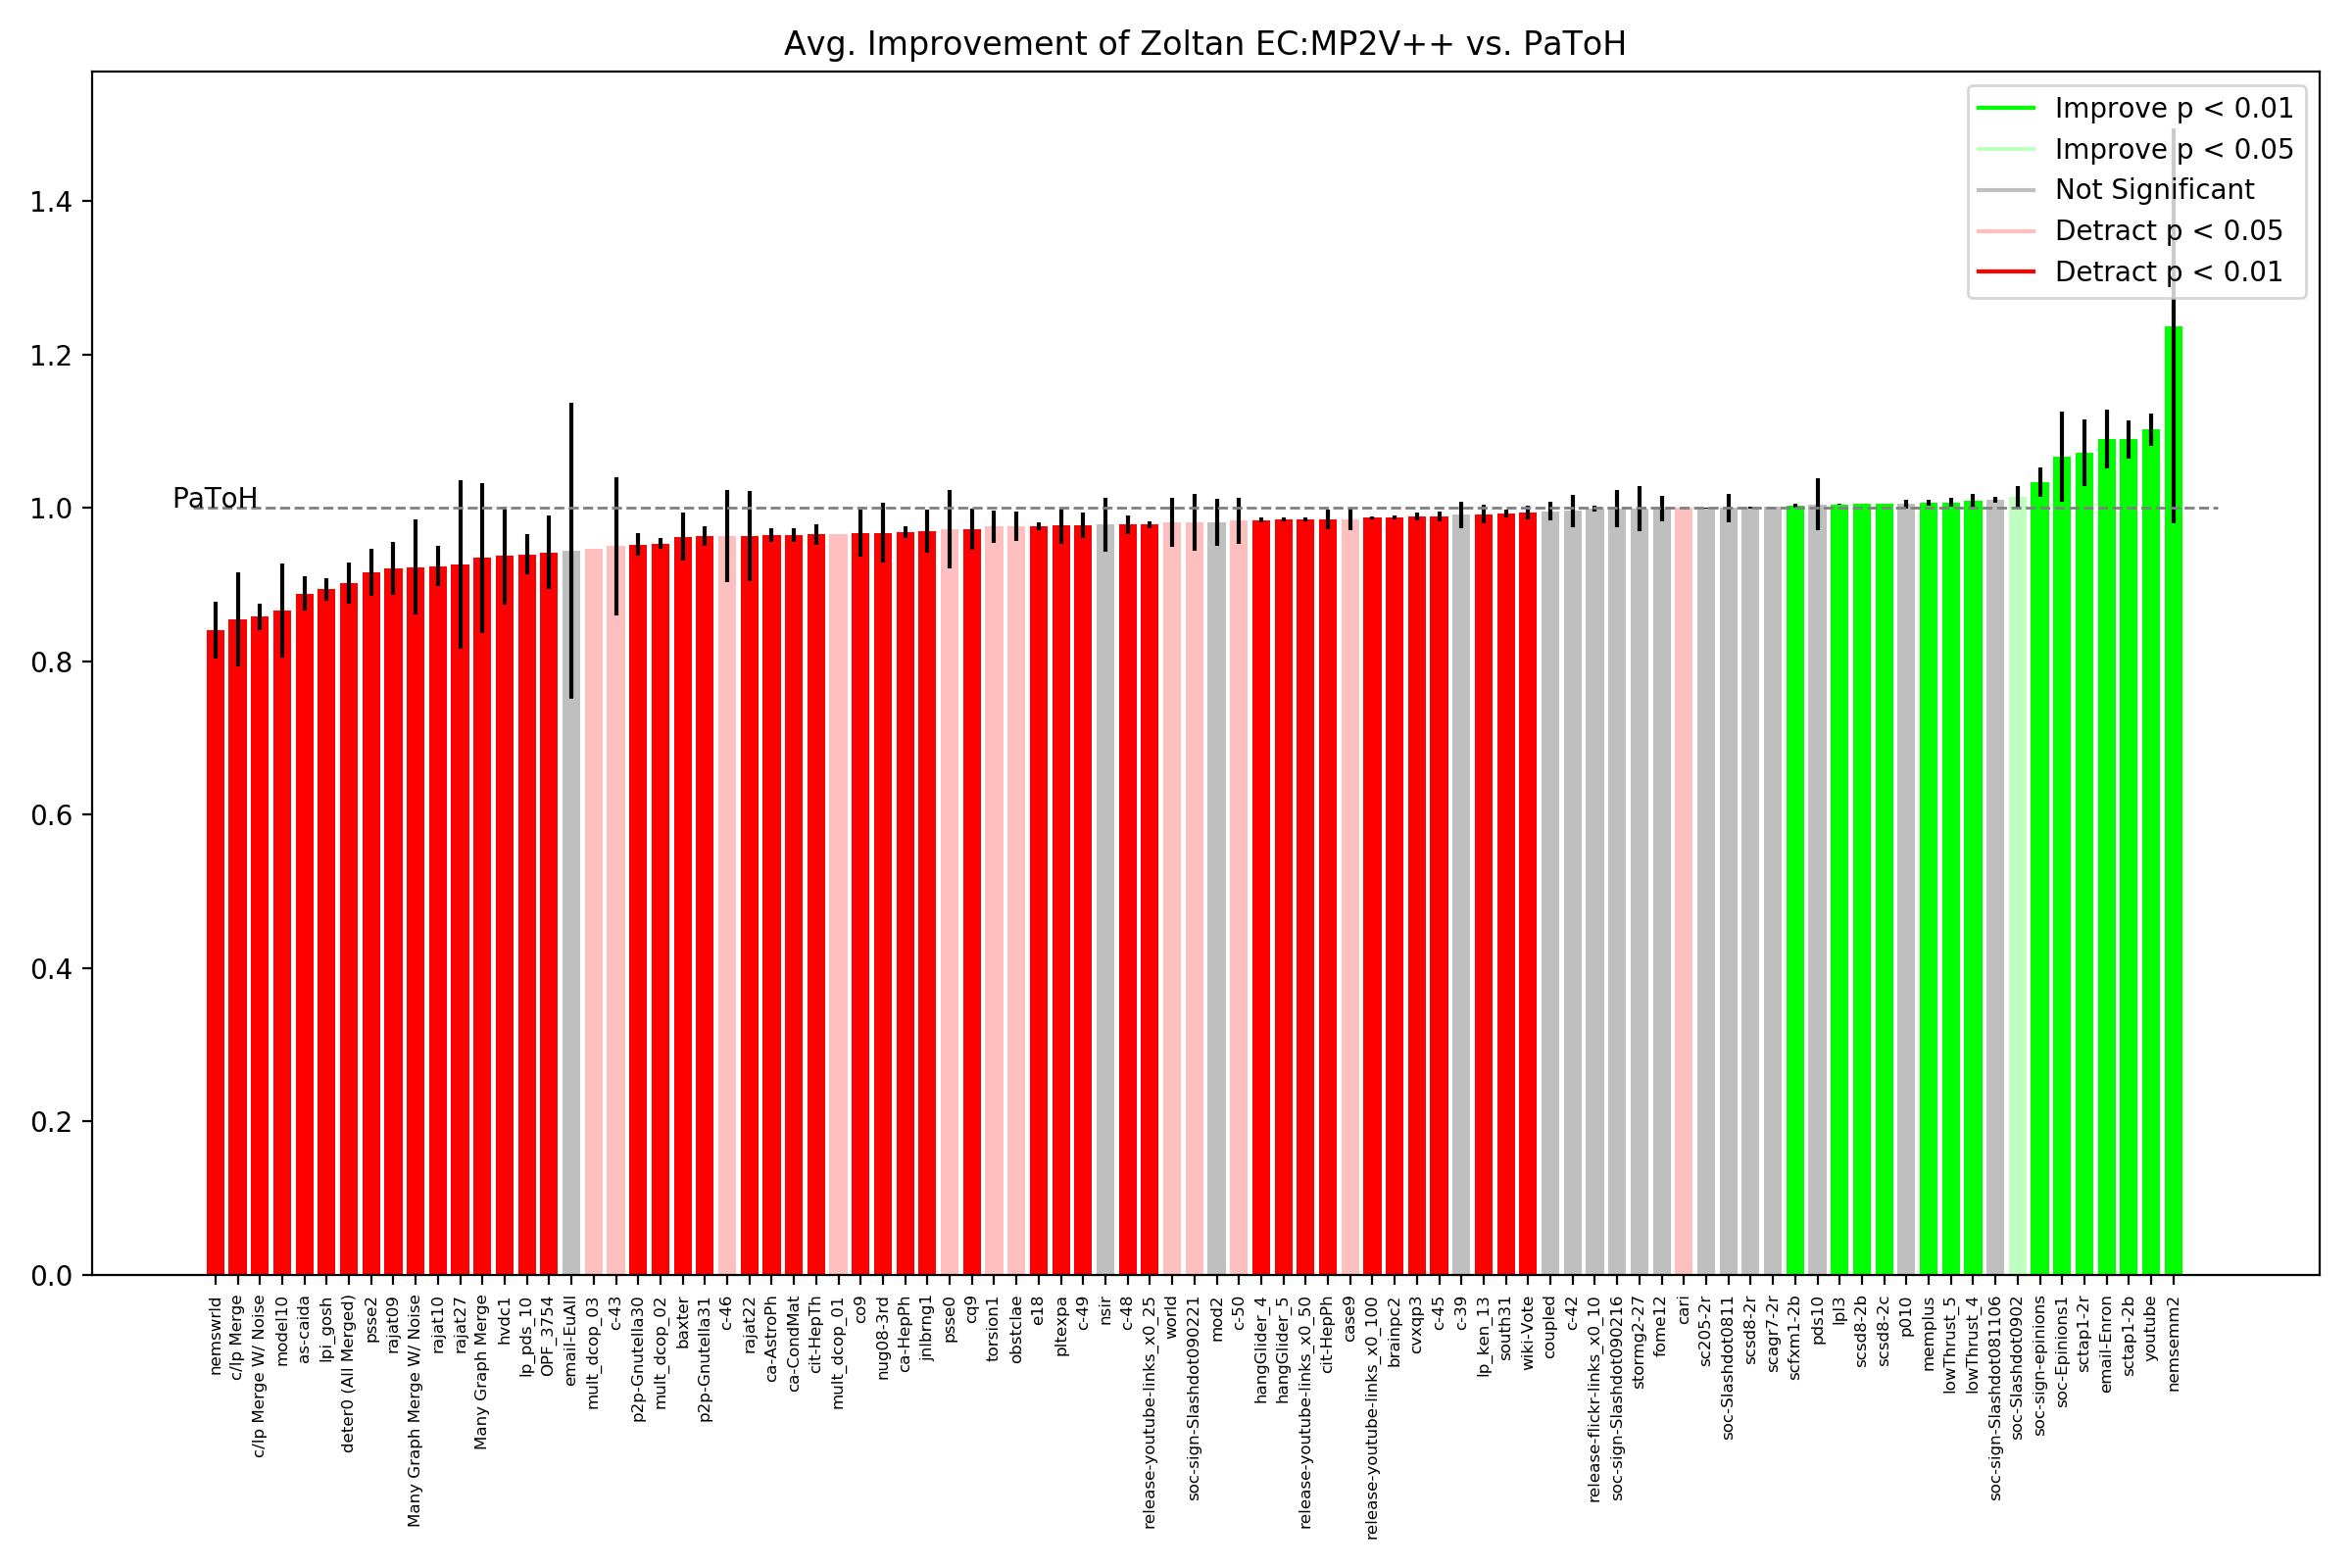 Avg. Improvement of Zoltan EC:MP2V++ vs. PaToH
Improve p < 0.01
Improve p < 0.05
Not Significant
Detract p < 0.05
Detract p < 0.01
1.4
1.2
1.0
0.8
0.6
0.4
0.2
0.0
PaToH
nemswrld
c/lp Merge
c/lp Merge W/ Noise
model10
as-caida
lpi_gosh
deter0 (All Merged)
psse2
rajat09
Many Graph Merge W/ Noise
rajat10
rajat27
Many Graph Merge
hvdc1
lp_pds_10
OPF_3754
email-EuAll
mult_dcop_03
c-43
p2p-Gnutella30
mult_dcop_02
baxter
p2p-Gnutella31
c-46
rajat22
ca-AstroPh
ca-CondMat
cit-HepTh
mult_dcop_01
co9
nug08-3rd
ca-HepPh
jnlbrng1
psse0
cq9
torsion1
obstclae
e18
pltexpa
c-49
nsir
c-48
release-youtube-links_x0_25
world
soc-sign-Slashdot090221
mod2
c-50
hangGlider_4
hangGlider_5
release-youtube-links_x0_50
cit-HepPh
case9
release-youtube-links_x0_100
brainpc2
cvxqp3
c-45
c-39
lp_ken_13
south31
wiki-Vote
coupled
c-42
release-flickr-links_x0_10
soc-sign-Slashdot090216
stormg2-27
fome12
cari
sc205-2r
soc-Slashdot0811
scsd8-2r
scagr7-2r
scfxm1-2b
pds10
lpl3
scsd8-2b
scsd8-2c
p010
memplus
lowThrust_5
lowThrust_4
soc-sign-Slashdot081106
soc-Slashdot0902
soc-sign-epinions
soc-Epinions1
sctap1-2r
email-Enron
sctap1-2b
youtube
nemsemm2